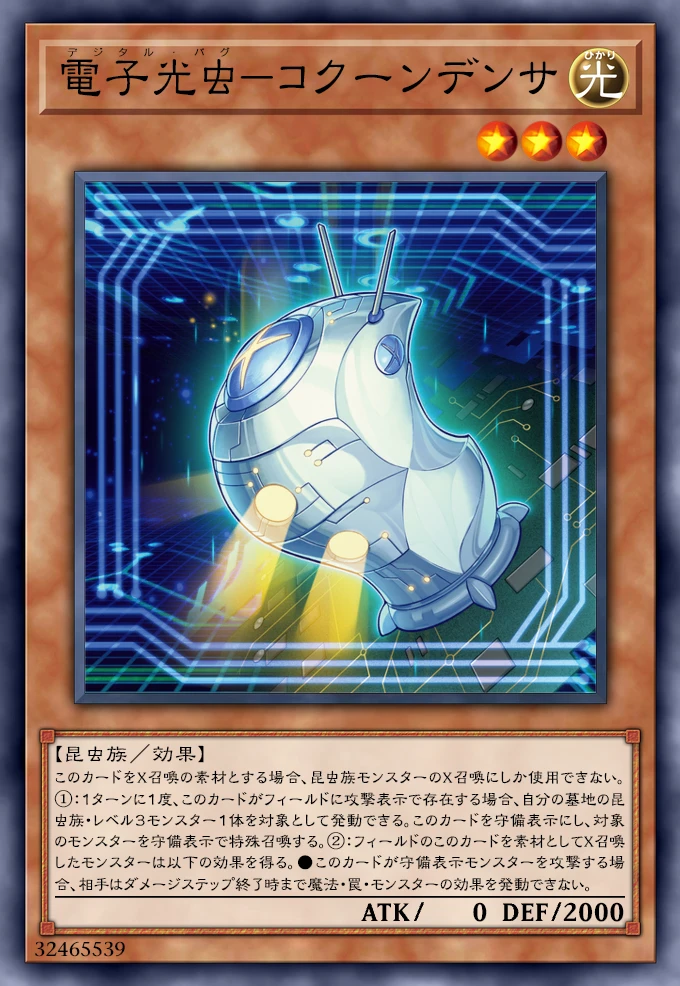 デジタル・バグ
電子光虫－コクーンデンサ
ひかり
光
【昆虫族／効果】
このカードをX召喚の素材とする場合、昆虫族モンスターのX召喚にしか使用できない。
①：1ターンに1度、このカードがフィールドに攻撃表示で存在する場合、自分の墓地の昆
虫族・レベル3モンスター1体を対象として発動できる。このカードを守備表示にし、対象
のモンスターを守備表示で特殊召喚する。②：フィールドのこのカードを素材としてX召喚
したモンスターは以下の効果を得る。●このカードが守備表示モンスターを攻撃する場
合、相手はダメージステップ終了時まで魔法・罠・モンスターの効果を発動できない。
ATK/ 0 DEF/2000
32465539